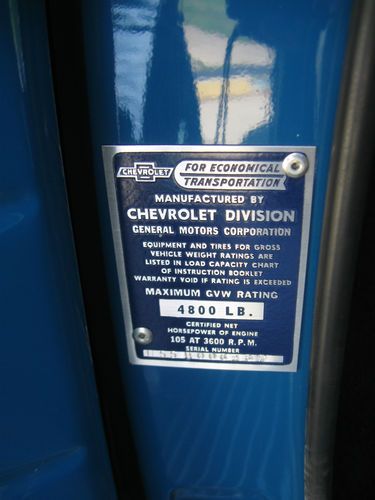 CHEVROLET
FOR ECONOMICAL
TRANSPORTATION
MANUFACTURED BY
CHEVROLET DIVISION
GENERAL MOTORS CORPORATION
EQUIPMENT AND TIRES FOR GROSS
VEHICLE WEIGHT RATINGS ARE
LISTED IN LOAD CAPACITY CHART
OF INSTRUCTION BOOKLET
WARRANTY VOID IF RATING IS EXCEEDED
MAXIMUM GVW RATING
4800 LB.
CERTIFIED NET
HORSEPOWER OF ENGINE
105 AT 3600 R.P.M.
SERIAL NUMBER